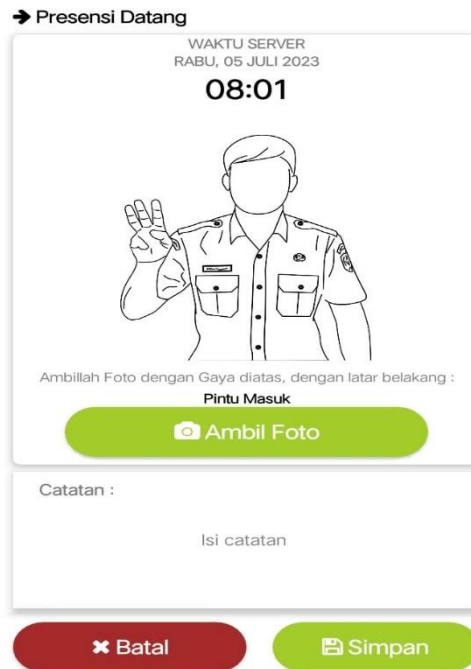 Presensi Datang
WAKTU SERVER
RABU, 05 JULI 2023
08:01
Ambillah Foto dengan Gaya diatas, dengan latar belakang :
Pintu Masuk
Ambil Foto
Catatan :
Isi catatan
Batal
Simpan